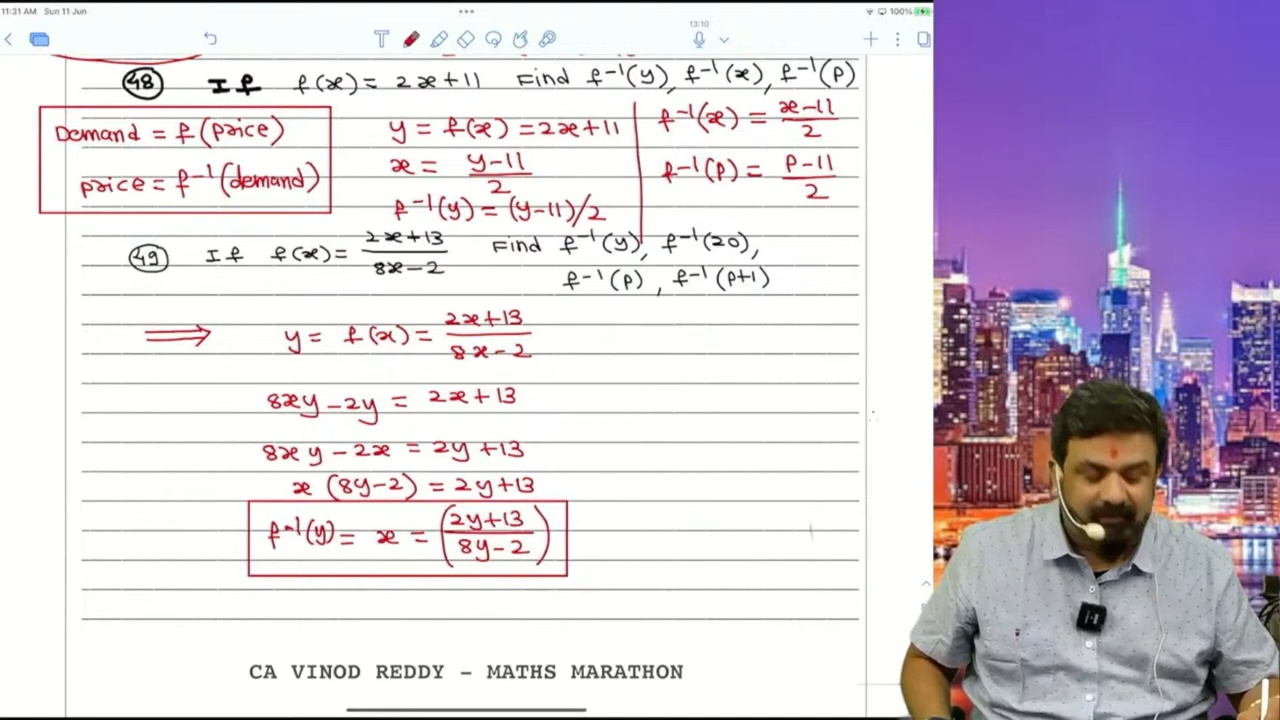 11:31 AM Sun 11 Jun
100%
13:10
48 If f(x) = 2x+11 Find f⁻¹(y), f⁻¹(x), f⁻¹(P)
Demand = f(price)
price = f⁻¹(demand)
y = f(x) = 2x+11
x = (y-11)/2
f⁻¹(y) = (y-11)/2
f⁻¹(x) = (x-11)/2
f⁻¹(P) = (P-11)/2
49 If f(x) = (2x+13)/(8x-2) Find f⁻¹(y), f⁻¹(20),
f⁻¹(P), f⁻¹(P+1)
⟹ y = f(x) = (2x+13)/(8x-2)
8xy-2y = 2x+13
8xy-2x = 2y+13
x (8y-2) = 2y+13
f⁻¹(y) = x = ((2y+13)/(8y-2))
CA VINOD REDDY - MATHS MARATHON